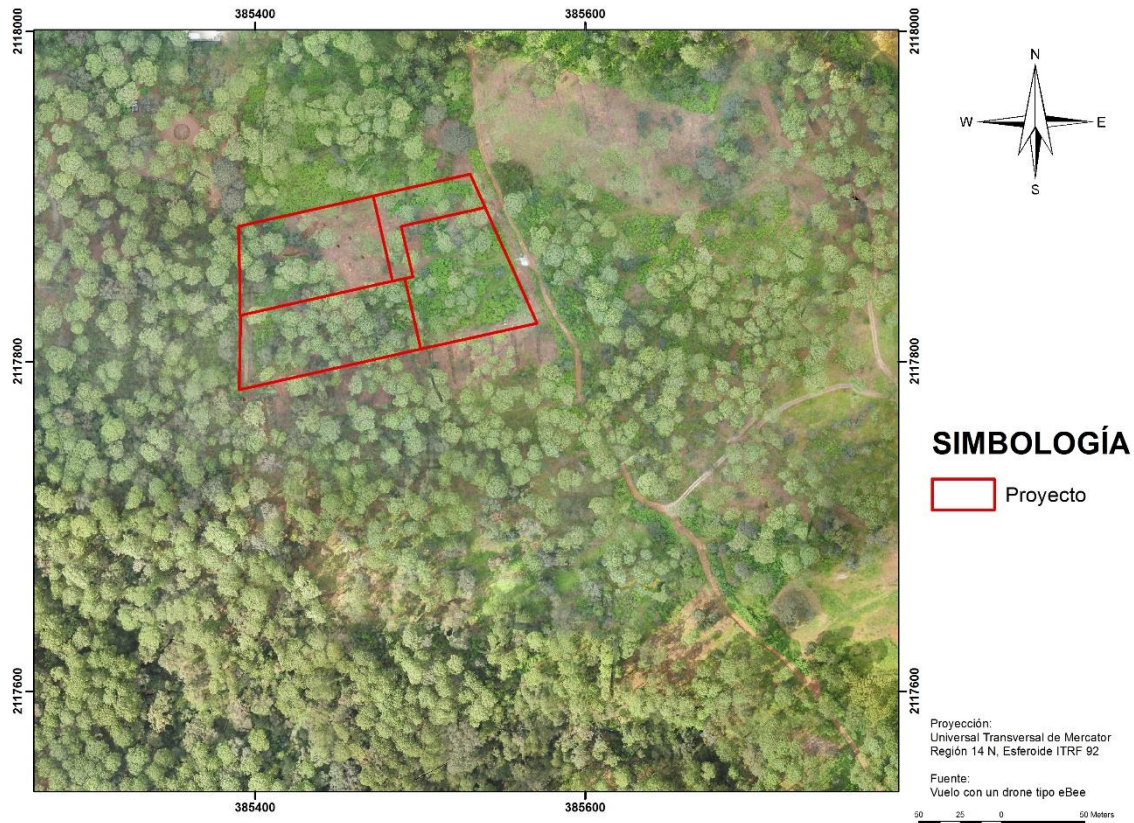 385400
385600
2118000
2118000
N
W
E
S
2117800
2117800
SIMBOLOGÍA
Proyecto
2117600
2117600
Proyección:
Universal Transversal de Mercator
Región 14 N, Esferoide ITRF 92
Fuente:
Vuelo con un drone tipo eBee
385400
385600
50 25 0 50 Meters